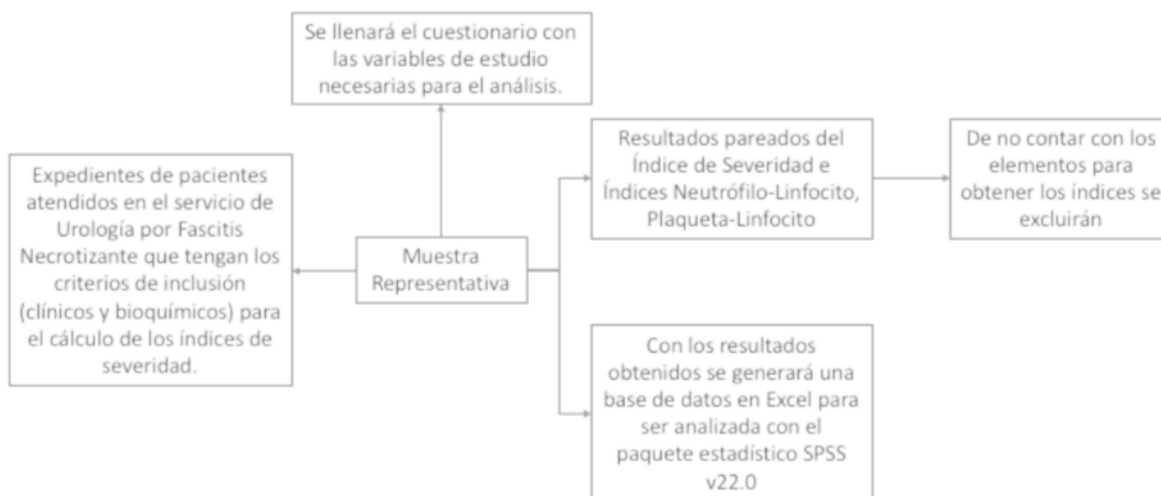 Se llenará el cuestionario con
las variables de estudio
necesarias para el análisis.
Expedientes de pacientes
atendidos en el servicio de
Urología por Fascitis
Necrotizante que tengan los
criterios de inclusión
(clínicos y bioquímicos) para
el cálculo de los índices de
severidad.
Muestra
Representativa
Resultados pareados del
Índice de Severidad e
Índices Neutrófilo-Linfocito,
Plaqueta-Linfocito
De no contar con los
elementos para
obtener los índices se
excluirán
Con los resultados
obtenidos se generará una
base de datos en Excel para
ser analizada con el
paquete estadístico SPSS
v22.0